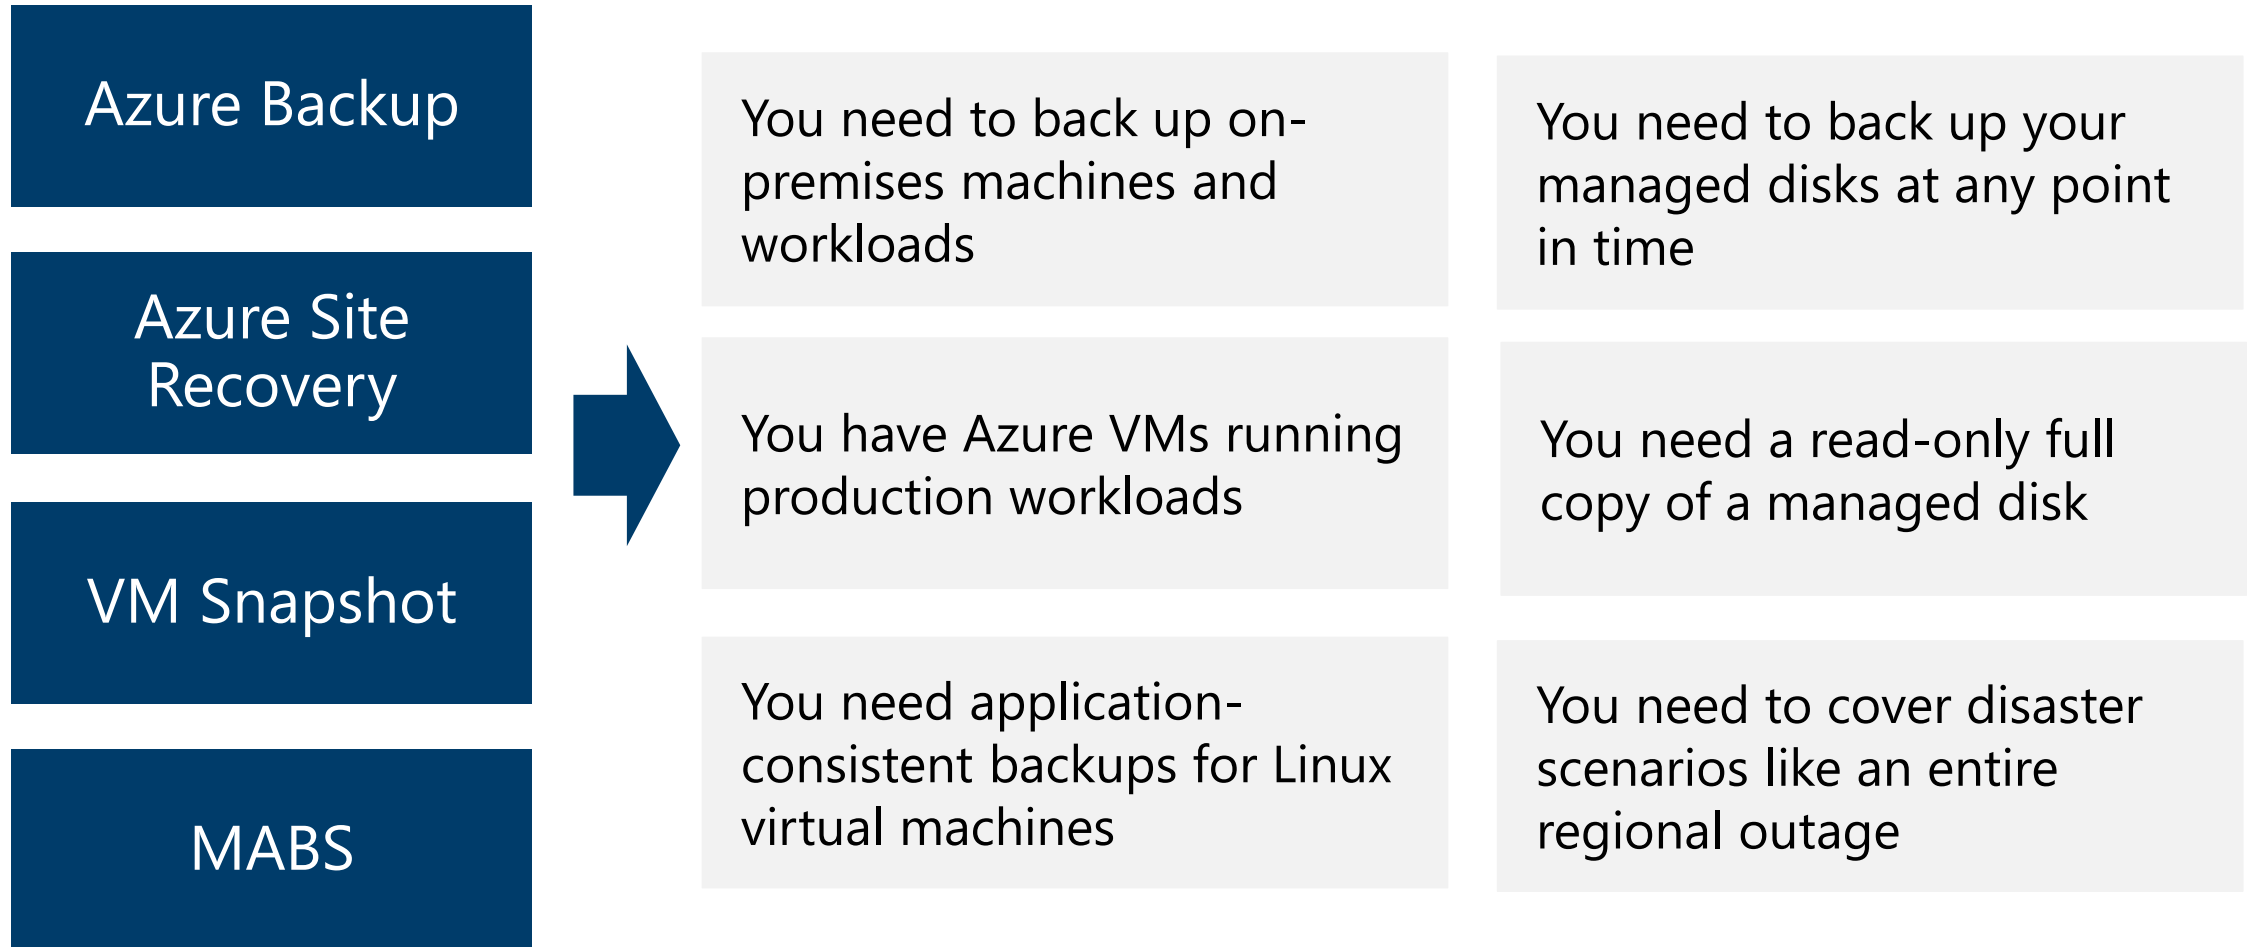 Azure Backup
Azure Site
Recovery
VM Snapshot
MABS
You need to back up on-
premises machines and
workloads
You have Azure VMs running
production workloads
You need application-
consistent backups for Linux
virtual machines
You need to back up your
managed disks at any point
in time
You need a read-only full
copy of a managed disk
You need to cover disaster
scenarios like an entire
regional outage